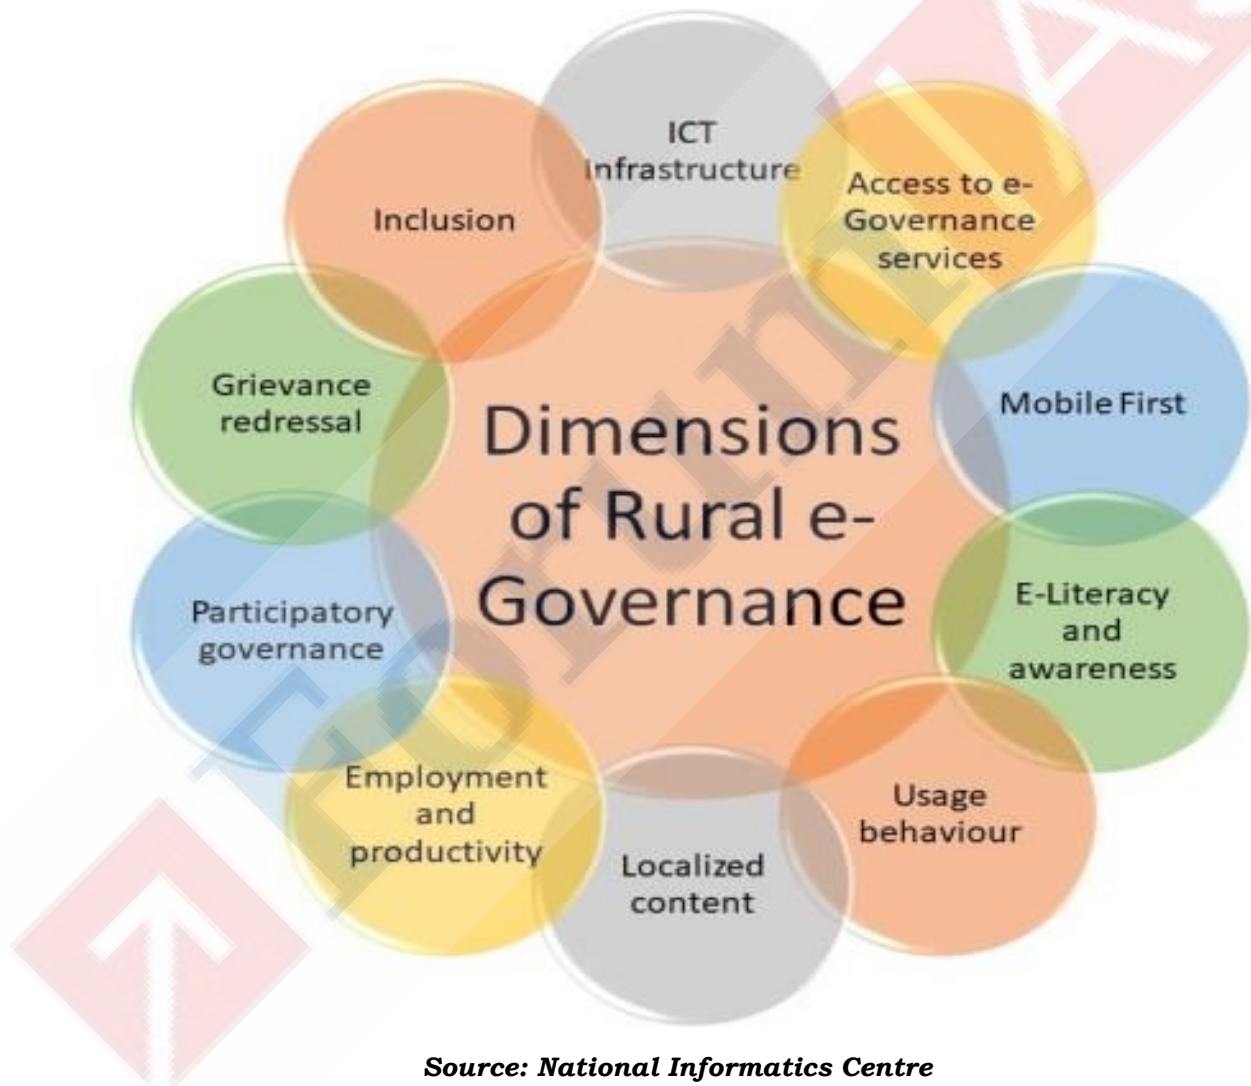 ICT
Infrastructure
Access to e-
Governance
services
Mobile First
E-Literacy
and
awareness
Usage
behaviour
Localized
content
Employment
and
productivity
Participatory
governance
Grievance
redressal
Inclusion
Dimensions
of Rural e-
Governance
ForumIAS
Source: National Informatics Centre